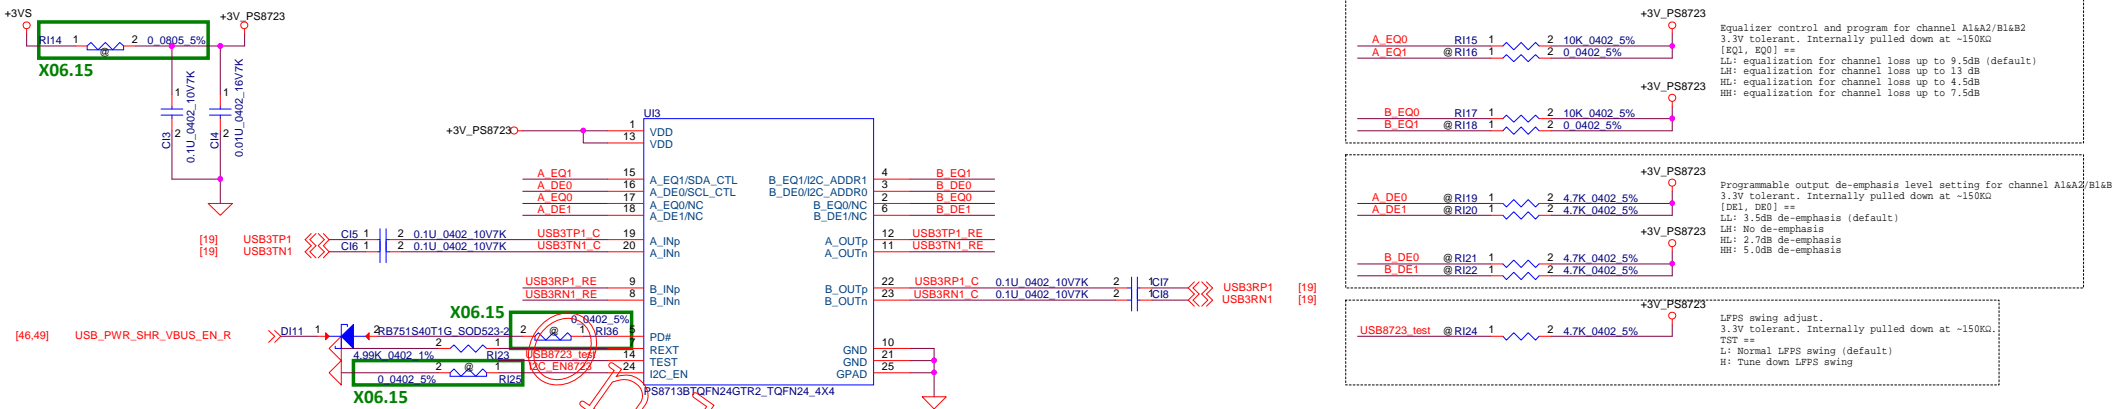 +3VS
+3V_PS8723
RI14 1 2 0_0805_5%
@
X06.15
1
2
CI3
0.1U_0402_10V7K
1
2
CI4
0.01U_0402_16V7K
UI3
+3V_PS8723
1 VDD
13 VDD
A_EQ1 15 A_EQ1/SDA_CTL
A_DE0 16 A_DE0/SCL_CTL
A_EQ0 17 A_EQ0/NC
A_DE1 18 A_DE1/NC
B_EQ1/I2C_ADDR1 4 B_EQ1
B_DE0/I2C_ADDR0 3 B_DE0
B_EQ0/NC 2 B_EQ0
B_DE1/NC 6 B_DE1
[19] USB3TP1 CI5 1 2 0.1U_0402_10V7K USB3TP1_C 19 A_INp
[19] USB3TN1 CI6 1 2 0.1U_0402_10V7K USB3TN1_C 20 A_INn
A_OUTp 12 USB3TP1_RE
A_OUTn 11 USB3TN1_RE
USB3RP1_RE 9 B_INp
USB3RN1_RE 8 B_INn
B_OUTp 22 USB3RP1_C 0.1U_0402_10V7K 2 1 CI7 USB3RP1 [19]
B_OUTn 23 USB3RN1_C 0.1U_0402_10V7K 2 1 CI8 USB3RN1 [19]
X06.15
0_0402_5%
[46,49] USB_PWR_SHR_VBUS_EN_R DI11 1 2 RB751S40T1G_SOD523-2 2 @ 1 RI36 5 PD#
4.99K_0402_1% 2 1 RI23 7 REXT
USB8723_test 14 TEST
0_0402_5% 2 @ 1 RI25 I2C_EN8723 24 I2C_EN
X06.15
GND 10
GND 21
GPAD 25
PS8713BTQFN24GTR2_TQFN24_4X4
+3V_PS8723
A_EQ0 RI15 1 2 10K_0402_5%
A_EQ1 @ RI16 1 2 0_0402_5%
+3V_PS8723
B_EQ0 RI17 1 2 10K_0402_5%
B_EQ1 @ RI18 1 2 0_0402_5%
Equalizer control and program for channel A1&A2/B1&B2
3.3V tolerant. Internally pulled down at ~150KΩ
[EQ1, EQ0] ==
LL: equalization for channel loss up to 9.5dB (default)
LH: equalization for channel loss up to 13 dB
HL: equalization for channel loss up to 4.5dB
HH: equalization for channel loss up to 7.5dB
+3V_PS8723
A_DE0 @ RI19 1 2 4.7K_0402_5%
A_DE1 @ RI20 1 2 4.7K_0402_5%
+3V_PS8723
B_DE0 @ RI21 1 2 4.7K_0402_5%
B_DE1 @ RI22 1 2 4.7K_0402_5%
Programmable output de-emphasis level setting for channel A1&A2/B1&B
3.3V tolerant. Internally pulled down at ~150KΩ
[DE1, DE0] ==
LL: 3.5dB de-emphasis (default)
LH: No de-emphasis
HL: 2.7dB de-emphasis
HH: 5.0dB de-emphasis
+3V_PS8723
USB8723_test @ RI24 1 2 4.7K_0402_5%
LFPS swing adjust.
3.3V tolerant. Internally pulled down at ~150KΩ.
TST ==
L: Normal LFPS swing (default)
H: Tune down LFPS swing